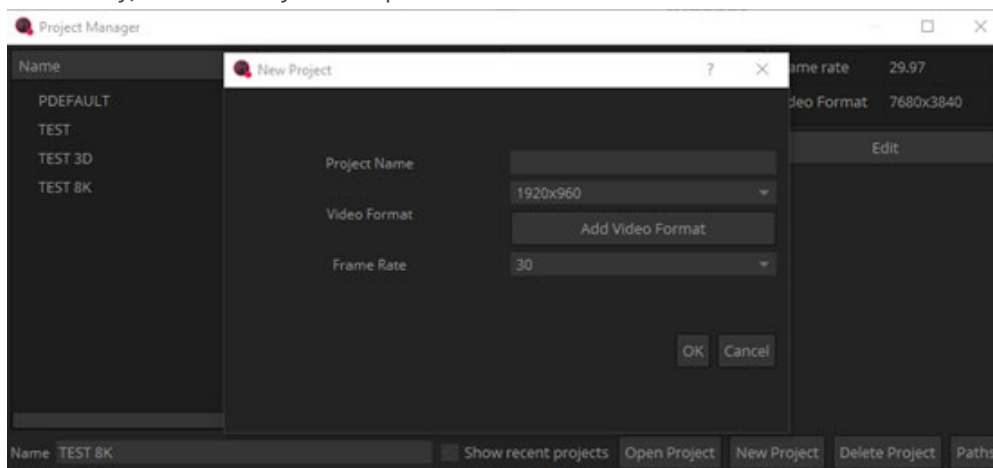 Project Manager
Name
PDEFAULT
TEST
TEST 3D
TEST 8K
New Project
?
Project Name
Video Format
1920x960
Add Video Format
Frame Rate
30
OK Cancel
ame rate 29.97
deo Format 7680x3840
Edit
Name TEST 8K Show recent projects Open Project New Project Delete Project Paths